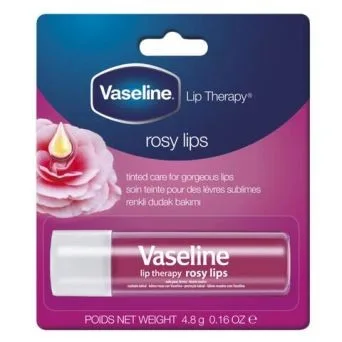 Vaseline
Lip Therapy®
rosy lips
tinted care for gorgeous lips
soin teinte pour des lèvres sublimes
renkli dudak bakımı
Vaseline
lip therapy rosy lips
POIDS NET WEIGHT 4.8 g 0.16 OZ ℮